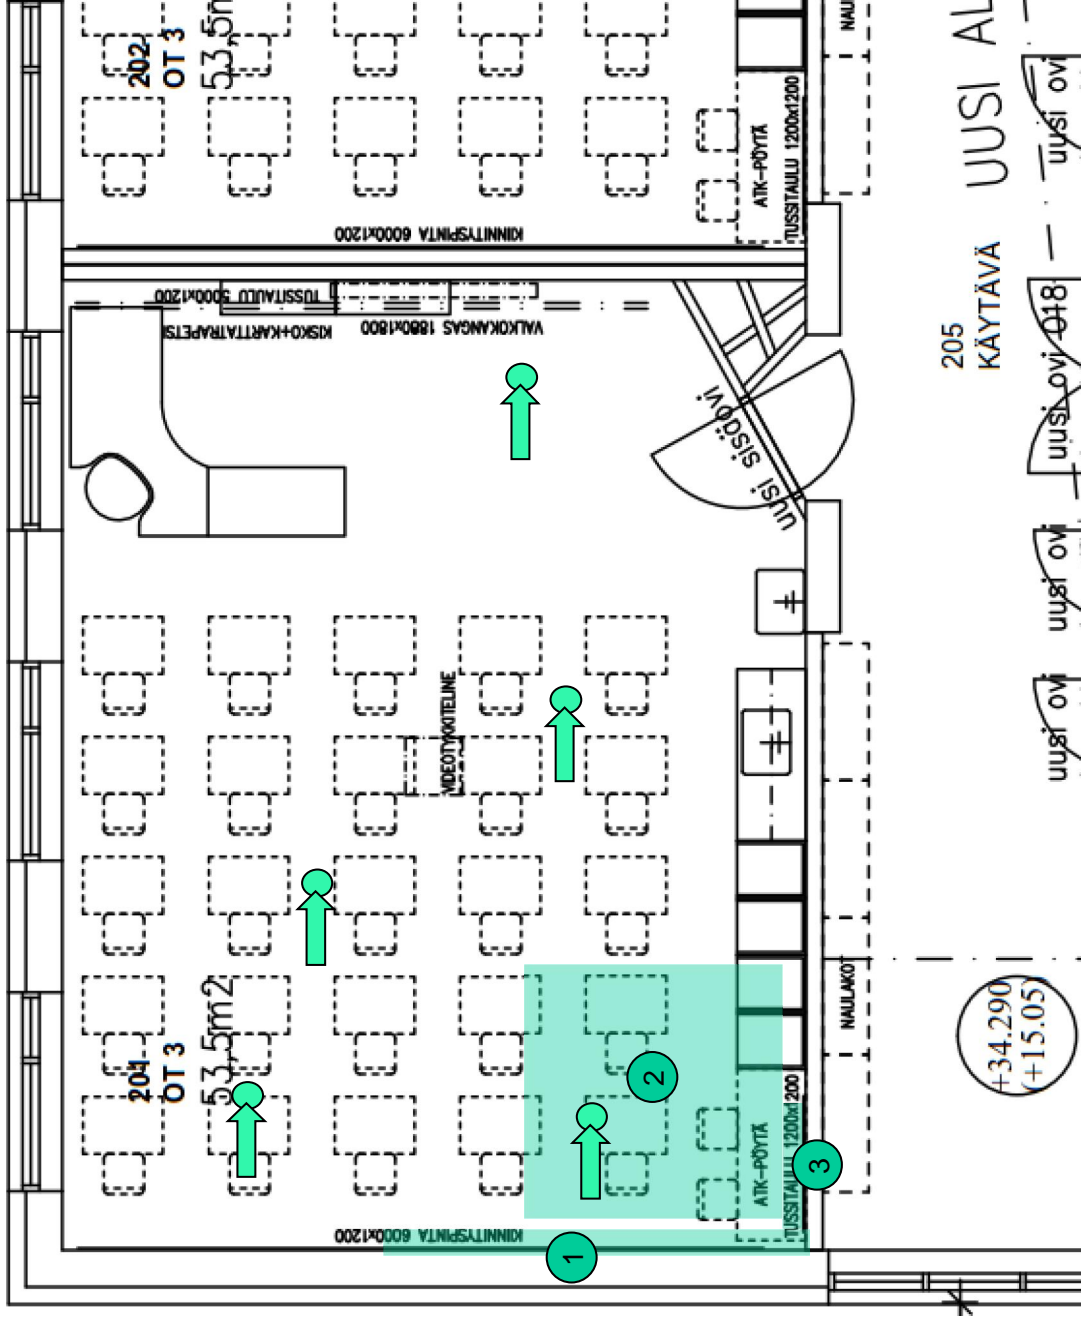 202
OT 3
53,5m
KIINNITYSPINTA 6000x1200
ATK-PÖYTÄ
TUSSITAULU 1200x1200
NAU
UUSI AL
uusi ovi
205
KÄYTÄVÄ
TUSSITAULU 5000x1200
KISKO+KARTTATRAPETSI
VALKOKANGAS 1880x1800
uusi sisäovi
uusi ovi 018
uusi ovi
uusi ovi
VIDEOTYKKITELINE
201
OT 3
53,5m2
KIINNITYSPINTA 6000x1200
ATK-PÖYTÄ
TUSSITAULU 1200x1200
NAULAKOT
+34.290
(+15.05)
1
2
3